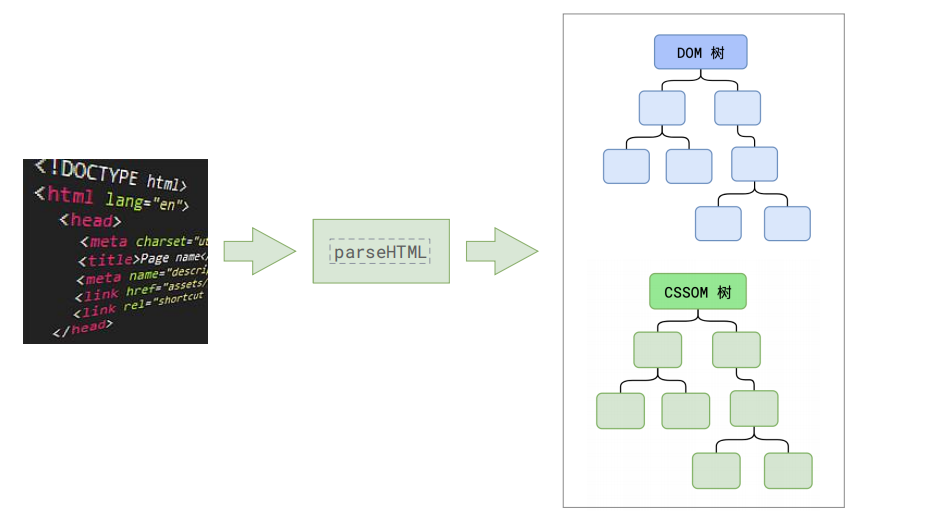 <!DOCTYPE html>
<html lang="en">
<head>
<meta charset="u
<title>Page name</
<meta name="descri
<link href="assets/
<link rel="shortcut
</head>
parseHTML
DOM 树
CSSOM 树